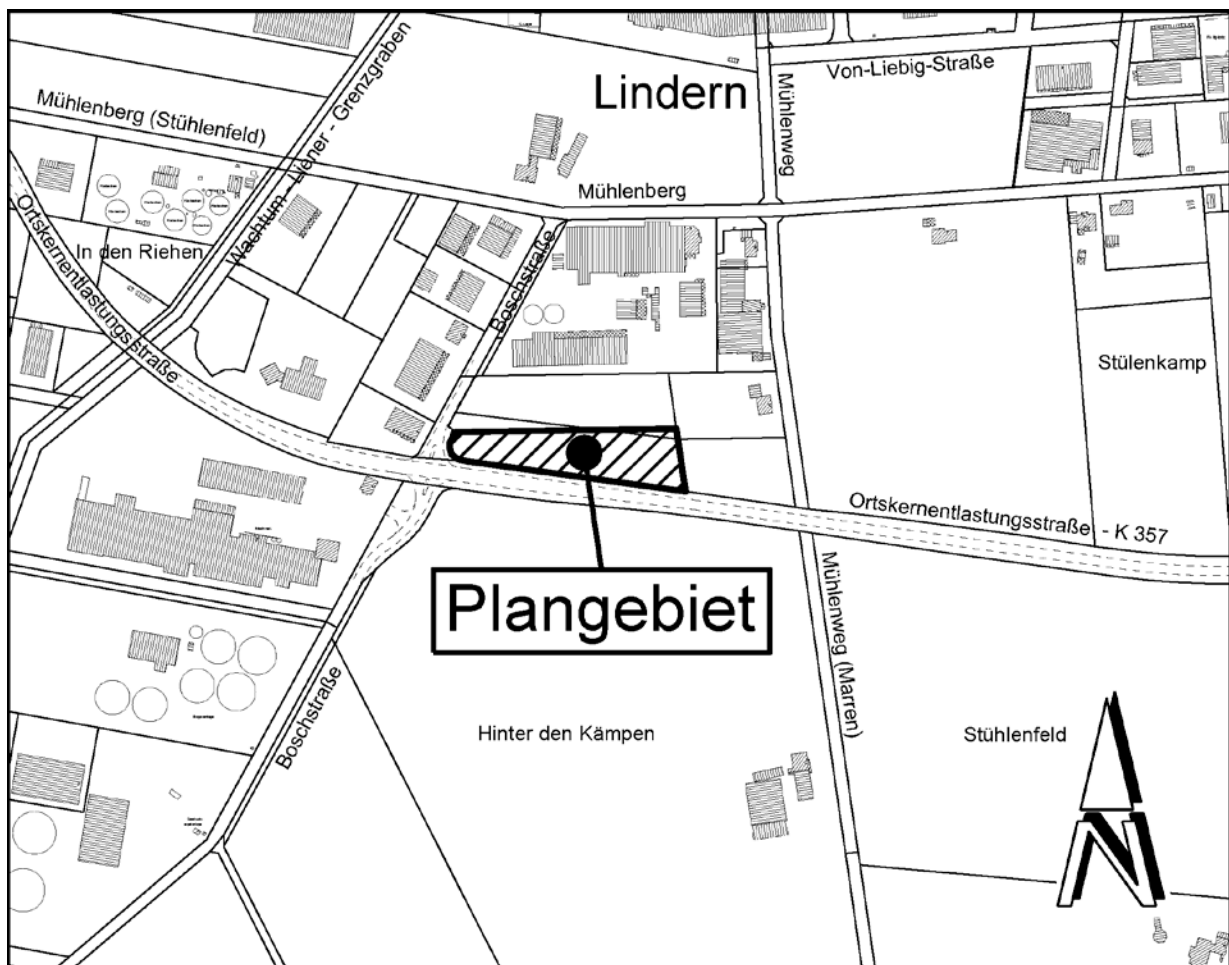 Lindern
Von-Liebig-Straße
Mühlenweg
Mühlenberg (Stühlenfeld)
Wachtum - Liener - Grenzgraben
Mühlenberg
Ortskernentlastungsstraße
In den Riehen
Boschstraße
Stülenkamp
Ortskernentlastungsstraße - K 357
Plangebiet
Mühlenweg (Marren)
Boschstraße
Hinter den Kämpen
Stühlenfeld
N